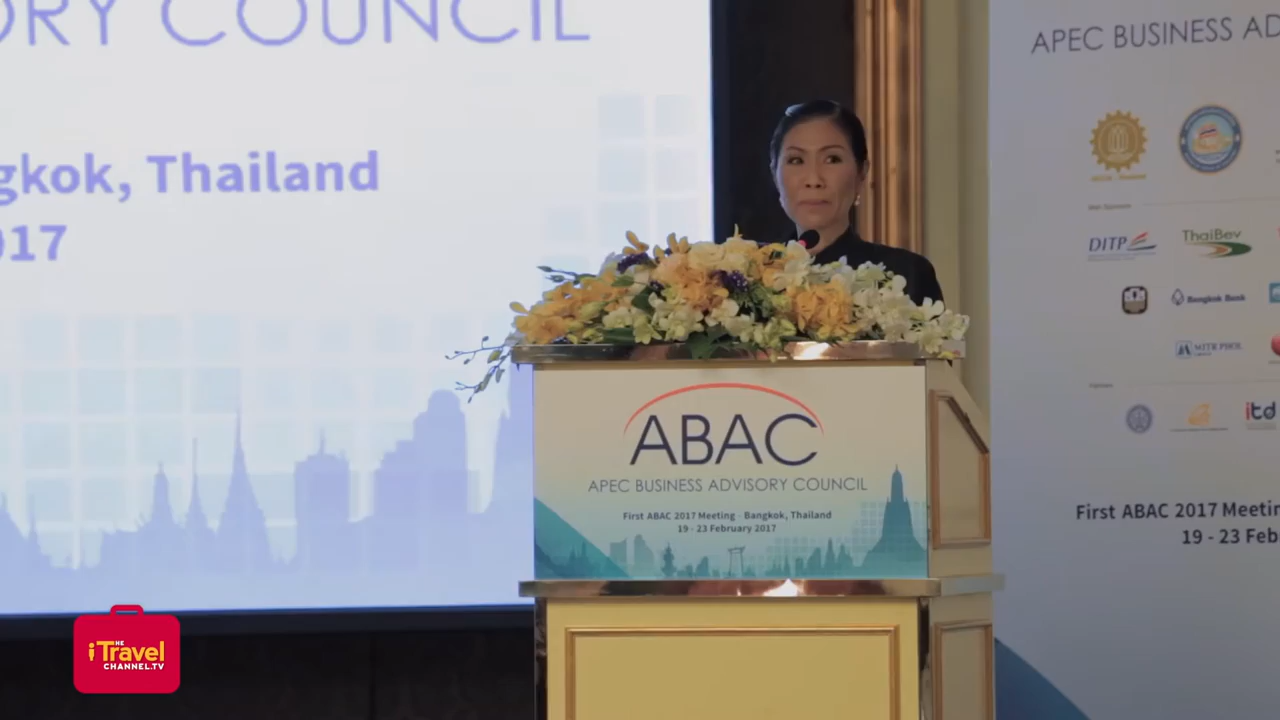 ORY COUNCIL
gkok, Thailand
017
APEC BUSINESS AD
DITP
ThaiBev
Bangkok Bank
MITR PHOL
itd
First ABAC 2017 Meetin
19 - 23 Feb
ABAC
APEC BUSINESS ADVISORY COUNCIL
First ABAC 2017 Meeting - Bangkok, Thailand
19 - 23 February 2017
THE
iTravel
CHANNEL.TV